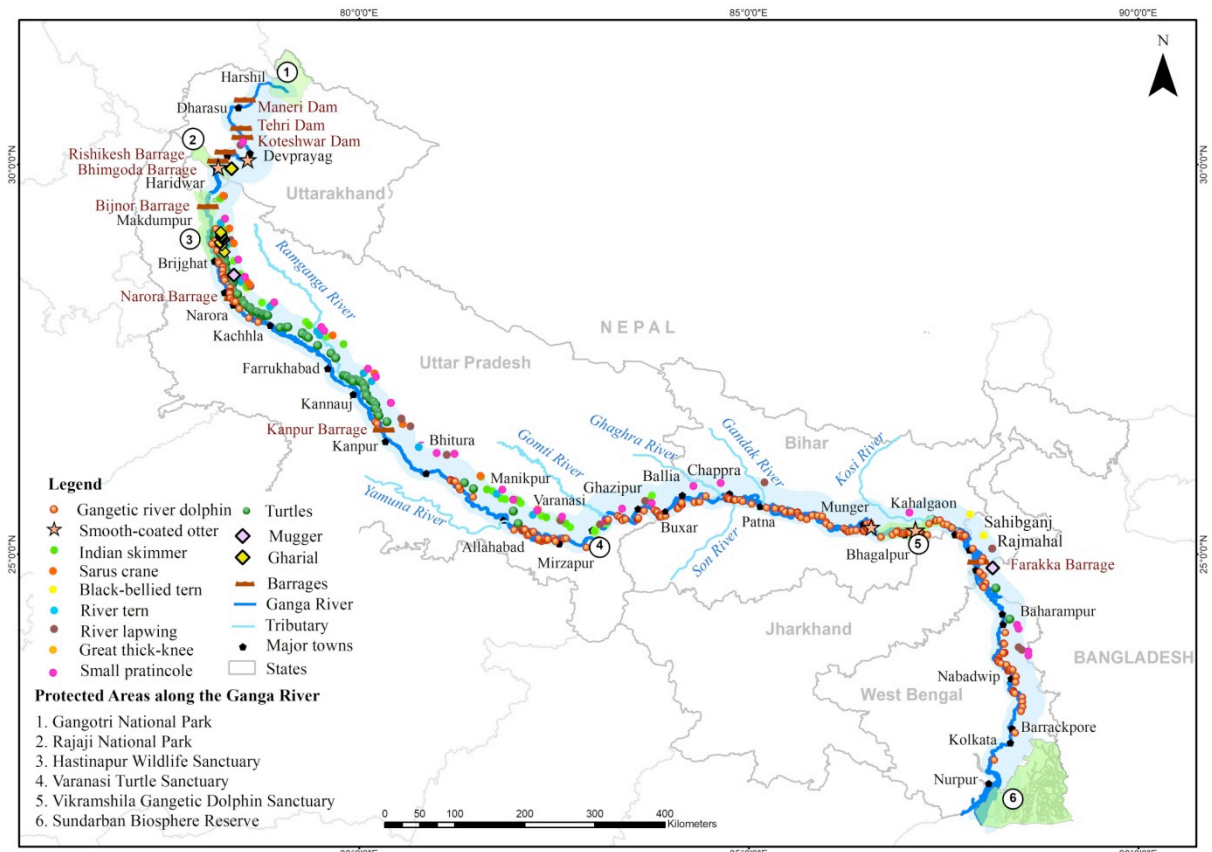 80°0'0"E
85°0'0"E
90°0'0"E
N
30°0'0"N
30°0'0"N
25°0'0"N
25°0'0"N
1
Harshil
Dharasu
Maneri Dam
Tehri Dam
2
Koteshwar Dam
Rishikesh Barrage
Devprayag
Bhimgoda Barrage
Haridwar
Uttarakhand
Bijnor Barrage
Makdumpur
3
Brijghat
Ramganga River
Narora Barrage
Narora
Kachhla
NEPAL
Uttar Pradesh
Farrukhabad
Kannauj
Kanpur Barrage
Kanpur
Bhitura
Gomti River
Ghaghra River
Gandak River
Bihar
Kosi River
Manikpur
Ballia
Chappra
Varanasi
Ghazipur
Yamuna River
Munger
Kahalgaon
Patna
Buxar
Sahibganj
Rajmahal
Allahabad
Mirzapur
4
Son River
Bhagalpur
5
Farakka Barrage
Baharampur
Jharkhand
BANGLADESH
West Bengal
Nabadwip
Barrackpore
Kolkata
Nurpur
6
Legend
Gangetic river dolphin
Smooth-coated otter
Indian skimmer
Sarus crane
Black-bellied tern
River tern
River lapwing
Great thick-knee
Small pratincole
Turtles
Mugger
Gharial
Barrages
Ganga River
Tributary
Major towns
States
Protected Areas along the Ganga River
1. Gangotri National Park
2. Rajaji National Park
3. Hastinapur Wildlife Sanctuary
4. Varanasi Turtle Sanctuary
5. Vikramshila Gangetic Dolphin Sanctuary
6. Sundarban Biosphere Reserve
0 50 100 200 300 400
Kilometers